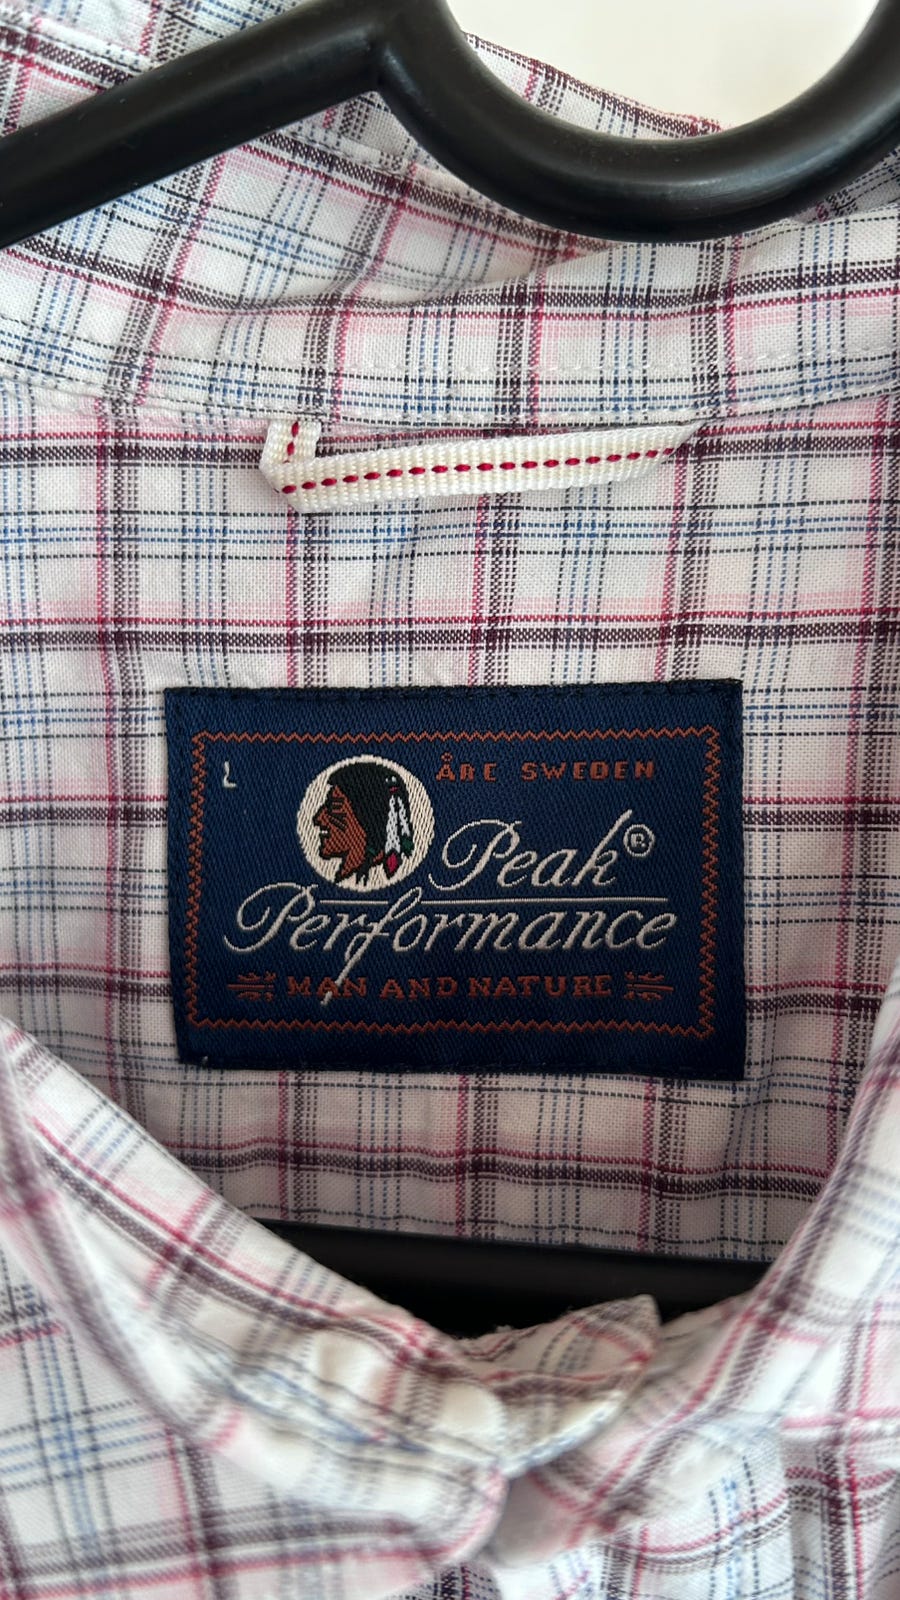 L
ÅRE SWEDEN
Peak®
Performance
MAN AND NATURE